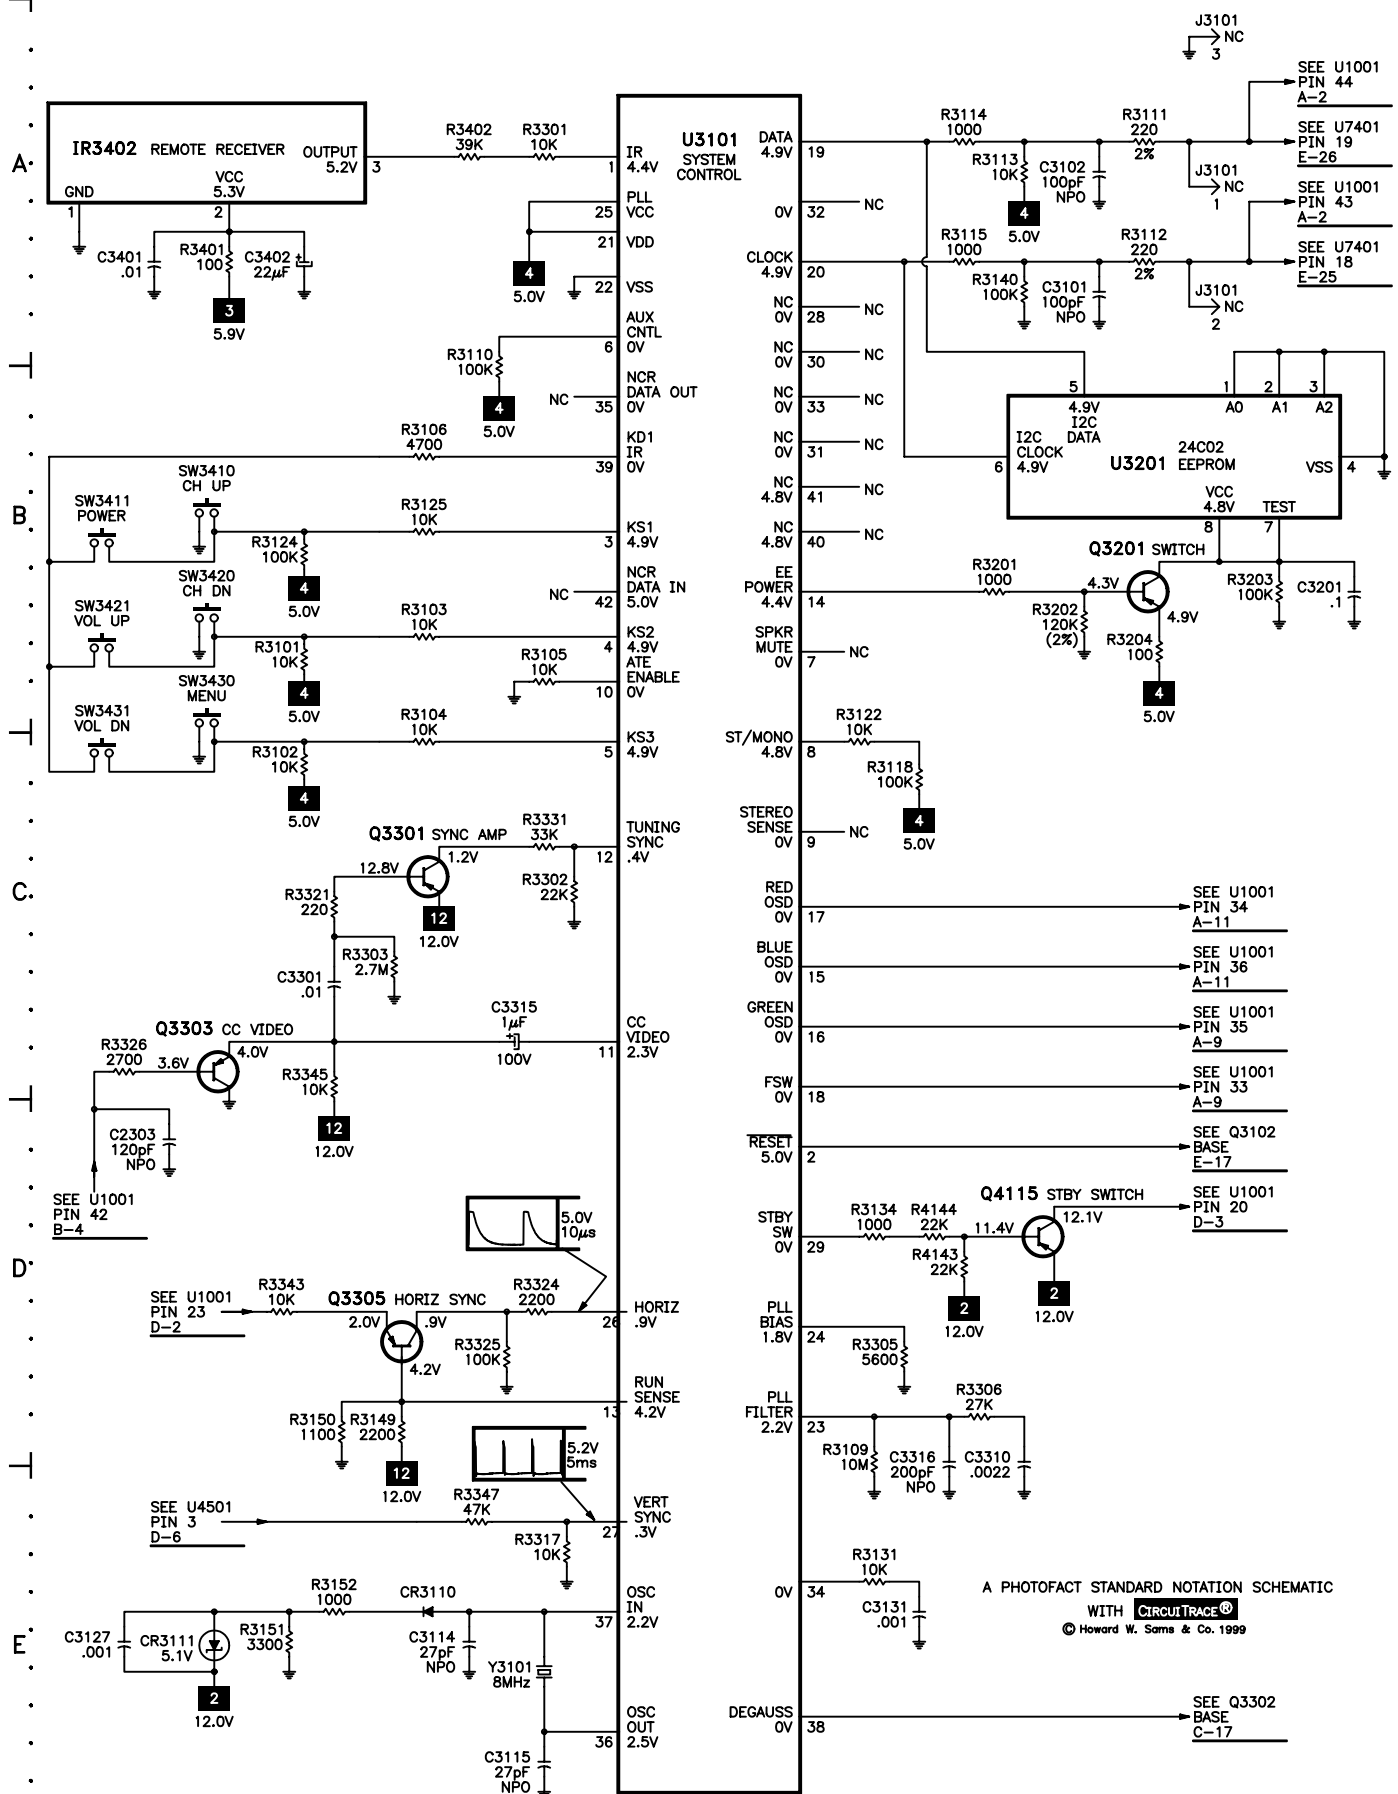 J3101
NC
3
SEE U1001
PIN 44
A-2
SEE U7401
PIN 19
E-26
SEE U1001
PIN 43
A-2
SEE U7401
PIN 18
E-25
A
IR3402 REMOTE RECEIVER
OUTPUT
5.2V
3
VCC
5.3V
GND
1
2
C3401
.01
R3401
100
C3402
22µF
+
3
5.9V
R3402
39K
R3301
10K
U3101
SYSTEM
CONTROL
1
IR
4.4V
25
PLL
VCC
21
VDD
4
5.0V
22
VSS
AUX
CNTL
6
0V
R3110
100K
4
5.0V
NCR
DATA OUT
NC
35
0V
R3106
4700
KD1
IR
39
0V
DATA
4.9V
19
R3114
1000
R3113
10K
4
5.0V
C3102
100pF
NPO
R3111
220
2%
J3101
NC
1
0V
32
NC
CLOCK
4.9V
20
R3115
1000
R3140
100K
C3101
100pF
NPO
R3112
220
2%
J3101
NC
2
NC
0V
28
NC
NC
0V
30
NC
NC
0V
33
NC
NC
0V
31
NC
NC
4.8V
41
NC
NC
4.8V
40
NC
5
4.9V
I2C
DATA
1
A0
2
A1
3
A2
6
I2C
CLOCK
4.9V
24C02
U3201 EEPROM
VSS
4
VCC
4.8V
8
TEST
7
B
SW3410
CH UP
SW3411
POWER
R3125
10K
KS1
3
4.9V
R3124
100K
4
5.0V
SW3420
CH DN
SW3421
VOL UP
NCR
DATA IN
NC
42
5.0V
R3103
10K
KS2
4
4.9V
R3101
10K
4
5.0V
R3105
10K
ATE
ENABLE
10
0V
SW3430
MENU
SW3431
VOL DN
R3104
10K
KS3
5
4.9V
R3102
10K
4
5.0V
EE
POWER
4.4V
14
R3201
1000
R3202
120K
(2%)
4.3V
Q3201 SWITCH
4.9V
R3204
100
4
5.0V
R3203
100K
C3201
.1
SPKR
MUTE
0V
7
NC
ST/MONO
4.8V
8
R3122
10K
R3118
100K
4
5.0V
STEREO
SENSE
0V
9
NC
C
Q3301 SYNC AMP
12.8V
1.2V
R3331
33K
TUNING
SYNC
12
.4V
R3302
22K
12
12.0V
R3321
220
R3303
2.7M
C3301
.01
Q3303 CC VIDEO
R3326
2700
3.6V
4.0V
C3315
1µF
+
100V
CC
VIDEO
11
2.3V
R3345
10K
12
12.0V
C2303
120pF
NPO
SEE U1001
PIN 42
B-4
RED
OSD
0V
17
SEE U1001
PIN 34
A-11
BLUE
OSD
0V
15
SEE U1001
PIN 36
A-11
GREEN
OSD
0V
16
SEE U1001
PIN 35
A-9
FSW
0V
18
SEE U1001
PIN 33
A-9
RESET
5.0V
2
SEE Q3102
BASE
E-17
D
STBY
SW
0V
29
R3134
1000
R4144
22K
R4143
22K
2
12.0V
11.4V
Q4115 STBY SWITCH
12.1V
2
12.0V
SEE U1001
PIN 20
D-3
5.0V
10µs
SEE U1001
PIN 23
D-2
R3343
10K
Q3305 HORIZ SYNC
2.0V
.9V
4.2V
R3324
2200
R3325
100K
HORIZ
26
.9V
RUN
SENSE
13
4.2V
R3150
1100
R3149
2200
12
12.0V
PLL
BIAS
1.8V
24
R3305
5600
PLL
FILTER
2.2V
23
R3306
27K
R3109
10M
C3316
200pF
NPO
C3310
.0022
5.2V
5ms
SEE U4501
PIN 3
D-6
R3347
47K
R3317
10K
VERT
SYNC
27
.3V
E
C3127
.001
CR3111
5.1V
2
12.0V
R3151
3300
R3152
1000
CR3110
C3114
27pF
NPO
Y3101
8MHz
OSC
IN
37
2.2V
OSC
OUT
36
2.5V
C3115
27pF
NPO
0V
34
R3131
10K
C3131
.001
A PHOTOFACT STANDARD NOTATION SCHEMATIC
WITH CIRCUITRACE®
© Howard W. Sams & Co. 1999
DEGAUSS
0V
38
SEE Q3302
BASE
C-17